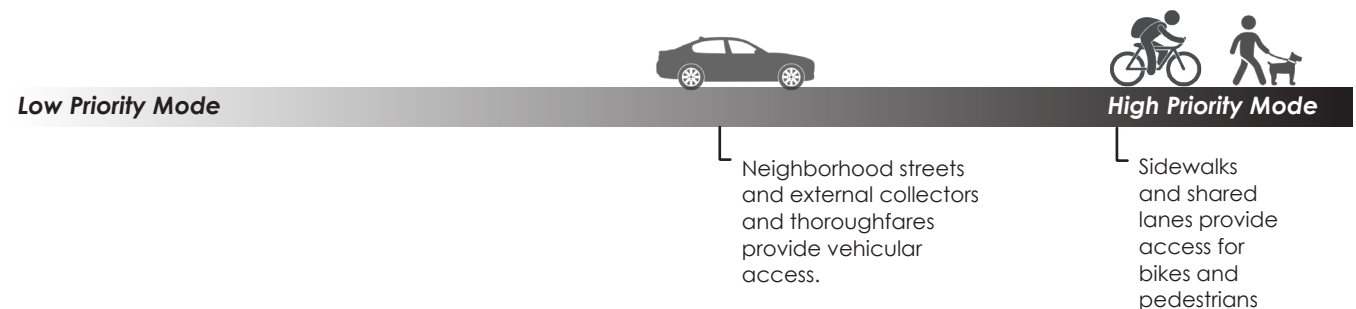 Low Priority Mode
High Priority Mode
Neighborhood streets
and external collectors
and thoroughfares
provide vehicular
access.
Sidewalks
and shared
lanes provide
access for
bikes and
pedestrians